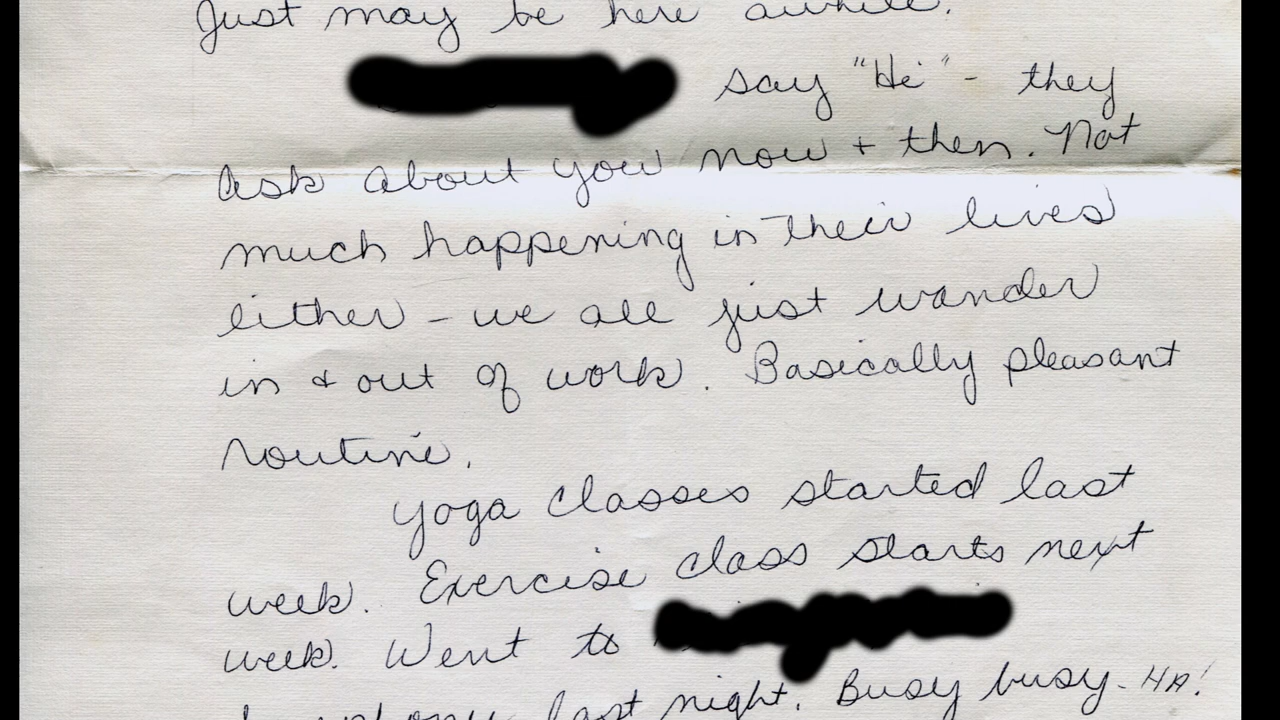 Just may be here awhile.
say "Hi" - they
ask about you now + then. Not
much happening in their lives
either - we all just wander
in & out of work. Basically pleasant
routine.
Yoga classes started last
week. Exercise class starts next
week. Went to
last night. Busy busy - HA!